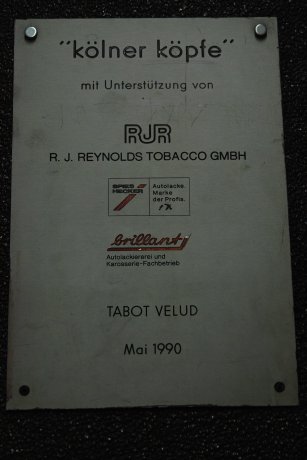 "kölner köpfe"
mit Unterstützung von
RJR
R. J. REYNOLDS TOBACCO GMBH
SPIES
HECKER
Autolacke.
Marke
der Profis.
brillant
Autolackiererei und
Karosserie-Fachbetrieb
TABOT VELUD
Mai 1990